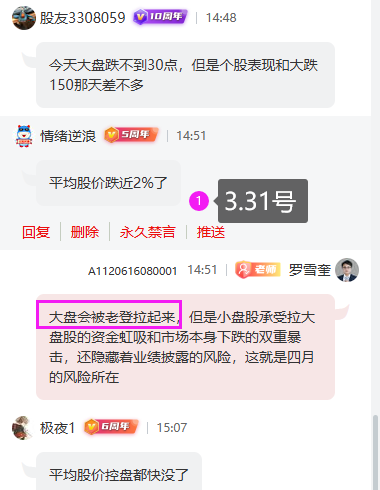 股友3308059 10周年 14:48
今天大盘跌不到30点，但是个股表现和大跌
150那天差不多
情绪逆浪 5周年 14:51
平均股价跌近2%了
1 3.31号
回复 删除 永久禁言 推送
A1120616080001 14:51 老师 罗雪奎
大盘会被老登拉起来，但是小盘股承受拉大
盘股的资金虹吸和市场本身下跌的双重暴
击，还隐藏着业绩披露的风险，这就是四月
的风险所在
极夜1 6周年 15:07
平均股价控盘都快没了